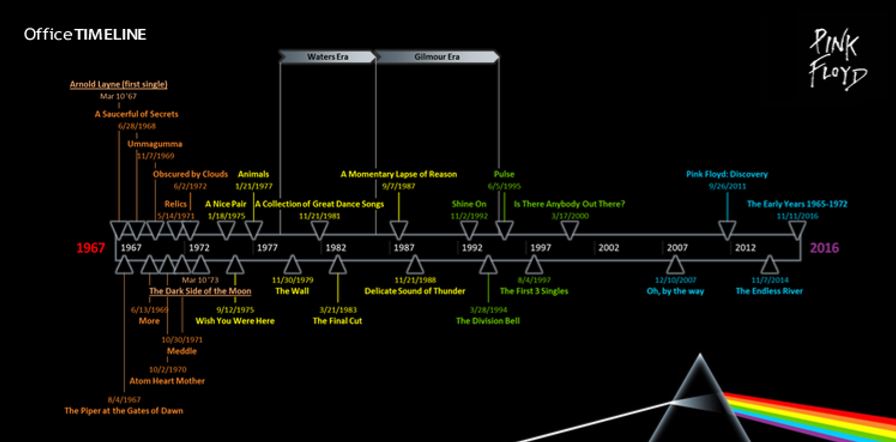 Office TIMELINE
PINK
FLOYD
Waters Era
Gilmour Era
Arnold Layne (first single)
Mar 10 '67
A Saucerful of Secrets
6/28/1968
Ummagumma
11/7/1969
Obscured by Clouds
6/2/1972
Relics
5/14/1971
Animals
1/21/1977
A Nice Pair
1/18/1975
A Collection of Great Dance Songs
11/21/1981
A Momentary Lapse of Reason
9/7/1987
Shine On
11/2/1992
Pulse
6/5/1995
Is There Anybody Out There?
3/17/2000
Pink Floyd: Discovery
9/26/2011
The Early Years 1965-1972
11/11/2016
1967
1967
1972
1977
1982
1987
1992
1997
2002
2007
2012
2016
Mar 10 '73
The Dark Side of the Moon
6/13/1969
More
10/30/1971
Meddle
10/2/1970
Atom Heart Mother
8/4/1967
The Piper at the Gates of Dawn
9/12/1975
Wish You Were Here
11/30/1979
The Wall
3/21/1983
The Final Cut
11/21/1988
Delicate Sound of Thunder
3/28/1994
The Division Bell
8/4/1997
The First 3 Singles
12/10/2007
Oh, by the way
11/7/2014
The Endless River